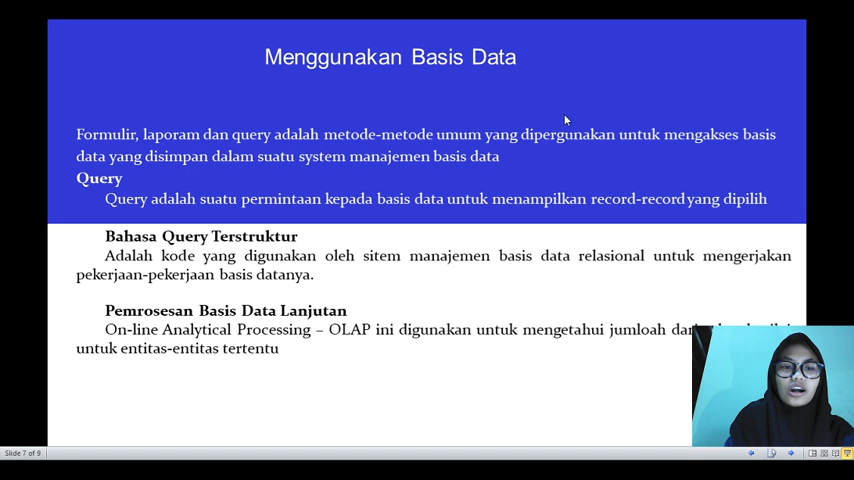 Menggunakan Basis Data
Formulir, laporam dan query adalah metode-metode umum yang dipergunakan untuk mengakses basis
data yang disimpan dalam suatu system manajemen basis data
Query
Query adalah suatu permintaan kepada basis data untuk menampilkan record-record yang dipilih
Bahasa Query Terstruktur
Adalah kode yang digunakan oleh sitem manajemen basis data relasional untuk mengerjakan
pekerjaan-pekerjaan basis datanya.
Pemrosesan Basis Data Lanjutan
On-line Analytical Processing – OLAP ini digunakan untuk mengetahui jumloah
untuk entitas-entitas tertentu
Slide 7 of 9